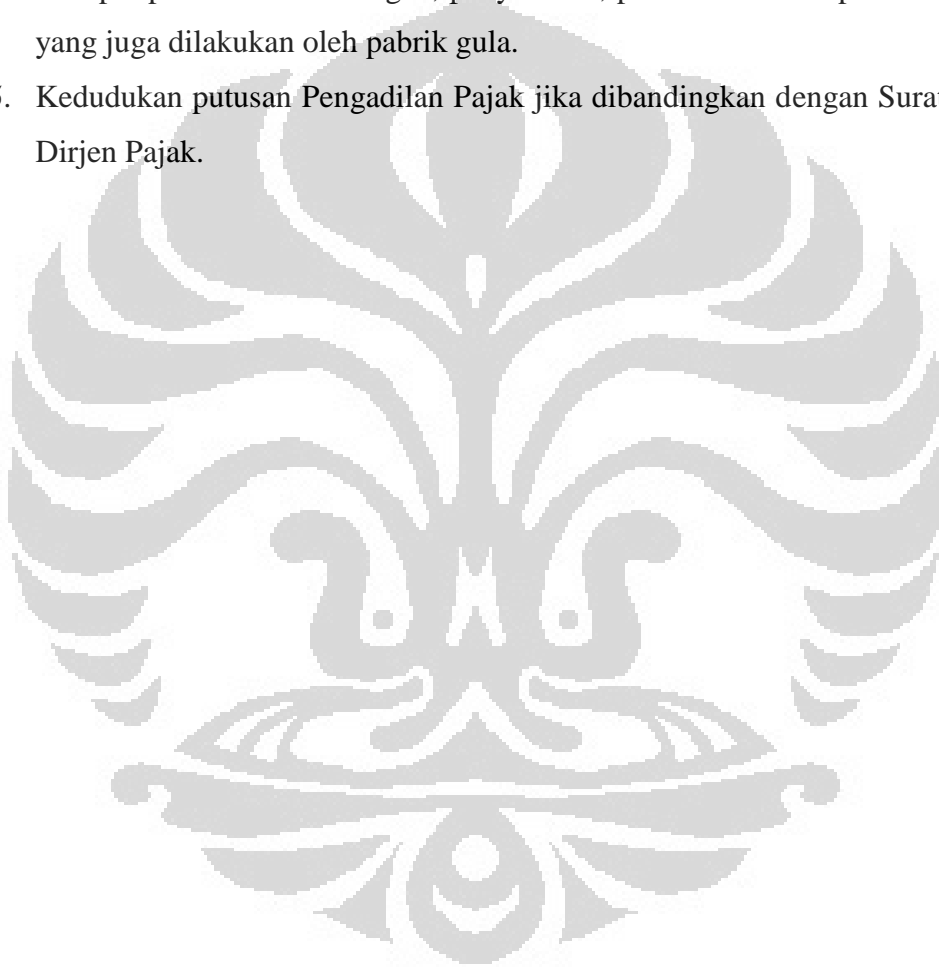 yang juga dilakukan oleh pabrik gula.
Kedudukan putusan Pengadilan Pajak jika dibandingkan dengan Surat
Dirjen Pajak.